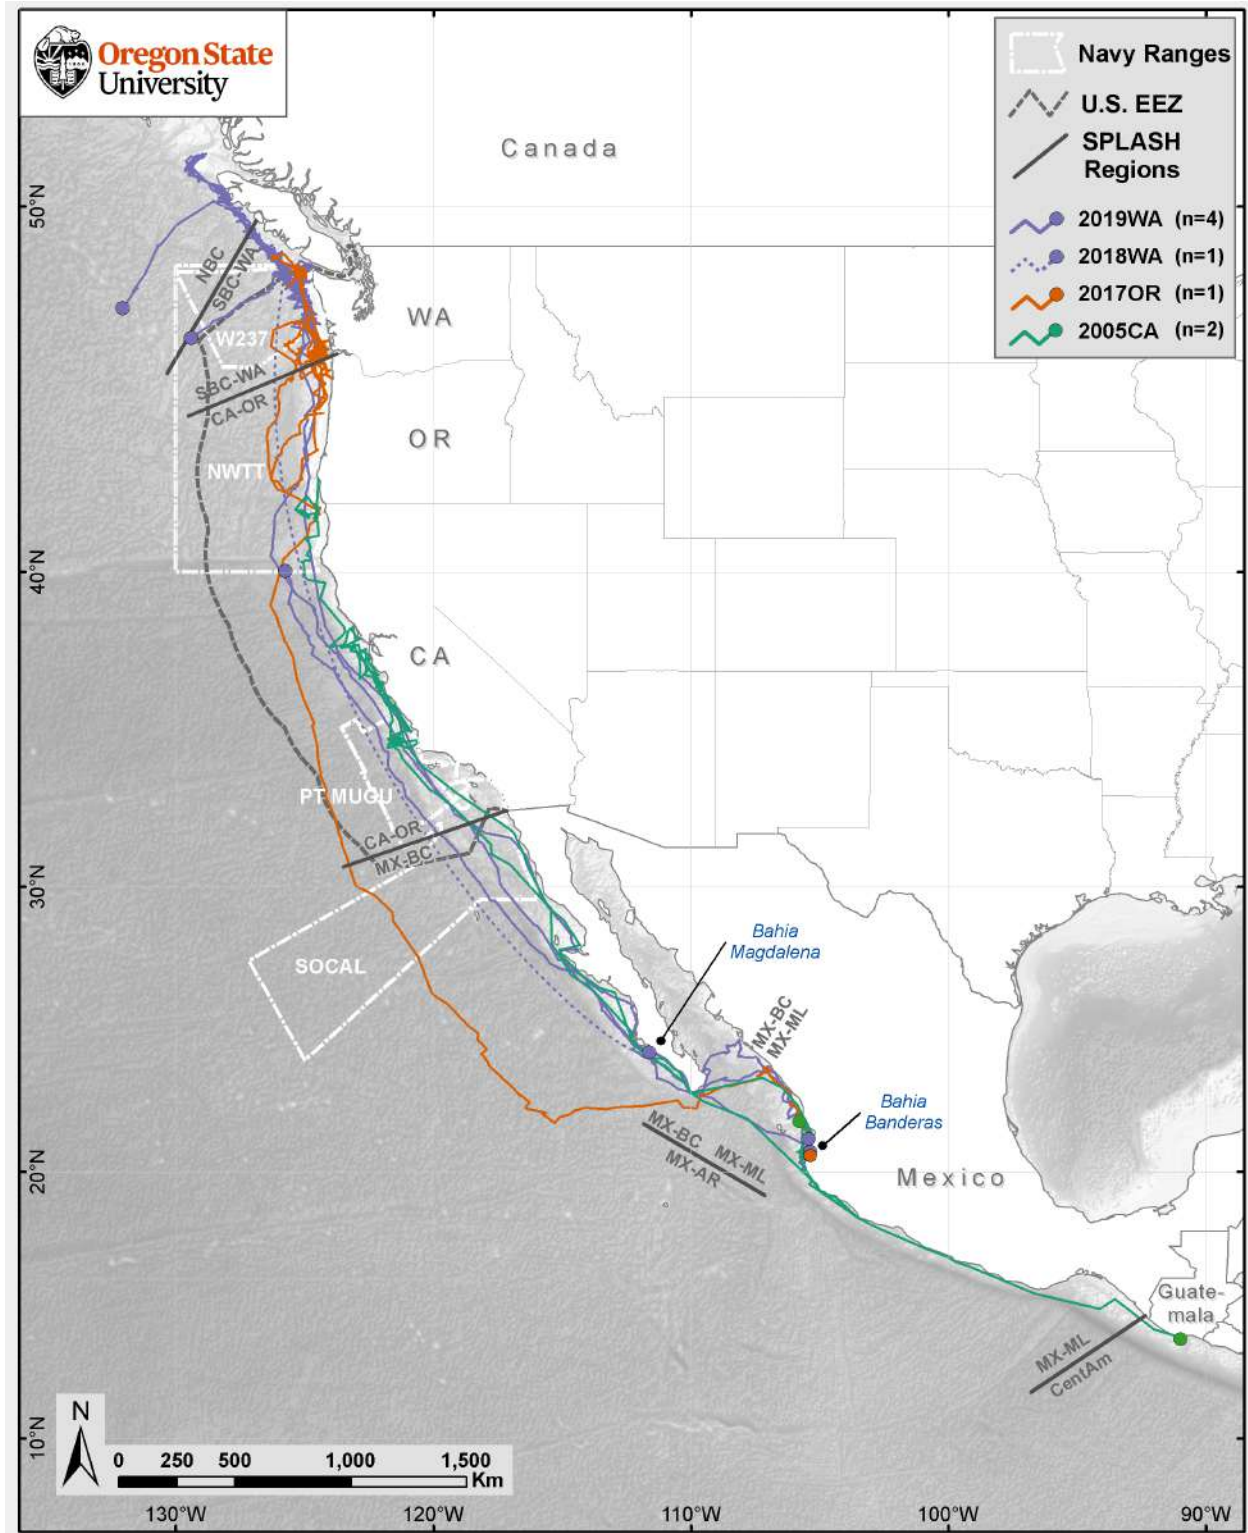 Oregon State
University
Navy Ranges
U.S. EEZ
SPLASH
Regions
2019WA (n=4)
2018WA (n=1)
2017OR (n=1)
2005CA (n=2)
Canada
50°N
NBC
SBC-WA
W237
WA
SBC-WA
CA-OR
OR
NWTT
40°N
CA
PT MUGU
CA-OR
MX-BC
30°N
SOCAL
Bahia
Magdalena
MX-BC
MX-ML
Bahia
Banderas
MX-BC MX-ML
MX-AR
20°N
Mexico
Guate-
mala
MX-ML
CentAm
N
10°N
0 250 500 1,000 1,500
Km
130°W 120°W 110°W 100°W 90°W